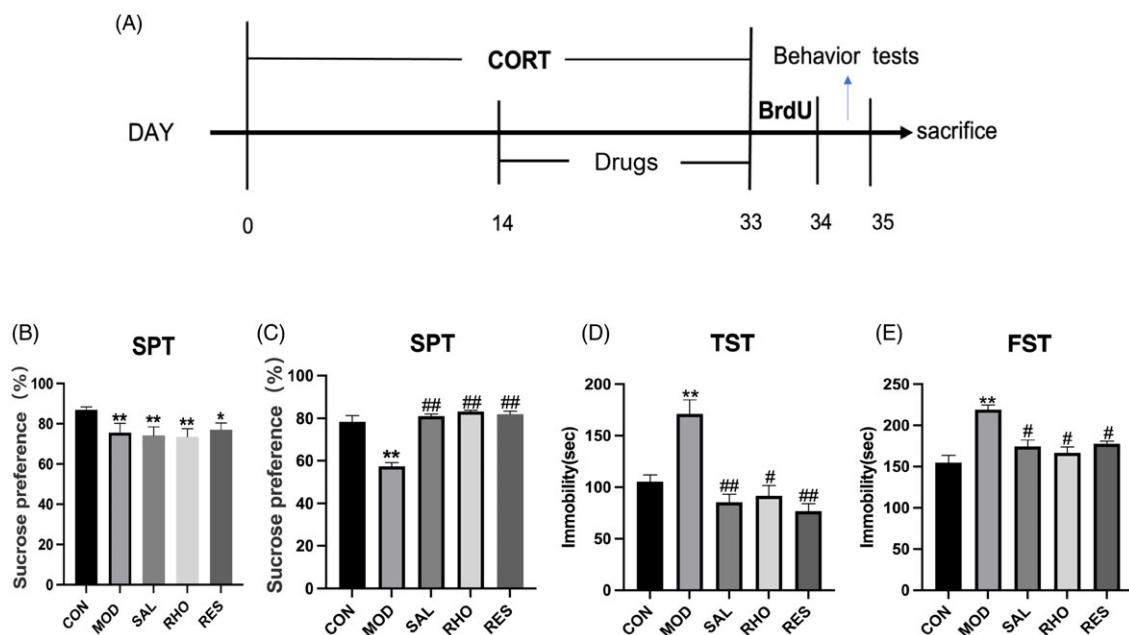 (A)
CORT
Behavior tests
BrdU
DAY
sacrifice
Drugs
0
14
33
34
35
(B)
SPT
Sucrose preference (%)
100
80
60
40
20
0
**
**
**
*
CON
MOD
SAL
RHO
RES
(C)
SPT
Sucrose preference (%)
100
80
60
40
20
0
**
##
##
##
CON
MOD
SAL
RHO
RES
(D)
TST
Immobility(sec)
200
150
100
50
0
**
##
#
##
CON
MOD
SAL
RHO
RES
(E)
FST
Immobility(sec)
250
200
150
100
50
0
**
#
#
#
CON
MOD
SAL
RHO
RES